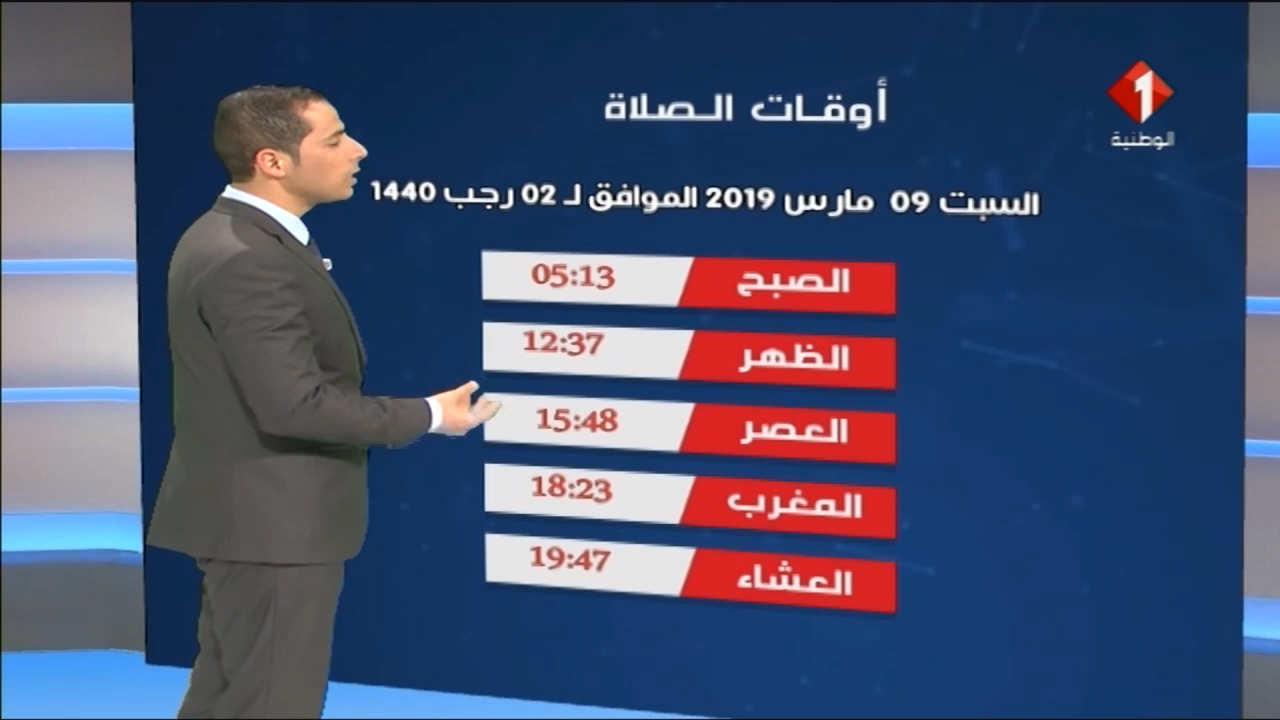 أوقات الصلاة
الوطنية 1
السبت 09 مارس 2019 الموافق لـ 02 رجب 1440
الصبح 05:13
الظهر 12:37
العصر 15:48
المغرب 18:23
العشاء 19:47